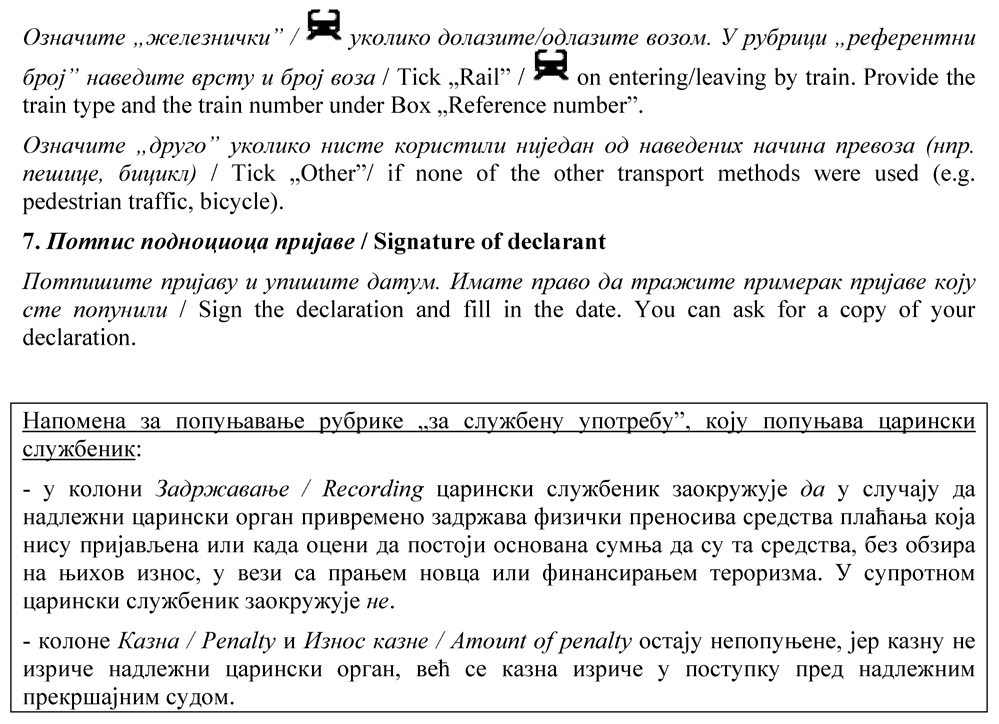 Означите „железнички” / уколико долазите/одлазите возом. У рубрици „референтни
број” наведите врсту и број воза / Tick „Rail” / on entering/leaving by train. Provide the
train type and the train number under Box „Reference number”.
Означите „друго” уколико нисте користили ниједан од наведених начина превоза (нпр.
пешице, бицикл) / Tick „Other”/ if none of the other transport methods were used (e.g.
pedestrian traffic, bicycle).
7. Потпис подноциоца пријаве / Signature of declarant
Потпишите пријаву и упишите датум. Имате право да тражите примерак пријаве коју
сте попунили / Sign the declaration and fill in the date. You can ask for a copy of your
declaration.
Напомена за попуњавање рубрике „за службену употребу”, коју попуњава царински
службеник:
- у колони Задржавање / Recording царински службеник заокружује да у случају да
надлежни царински орган привремено задржава физички преносива средства плаћања која
нису пријављена или када оцени да постоји основана сумња да су та средства, без обзира
на њихов износ, у вези са прањем новца или финансирањем тероризма. У супротном
царински службеник заокружује не.
- колоне Казна / Penalty и Износ казне / Amount of penalty остају непопуњене, јер казну не
изриче надлежни царински орган, већ се казна изриче у поступку пред надлежним
прекршајним судом.